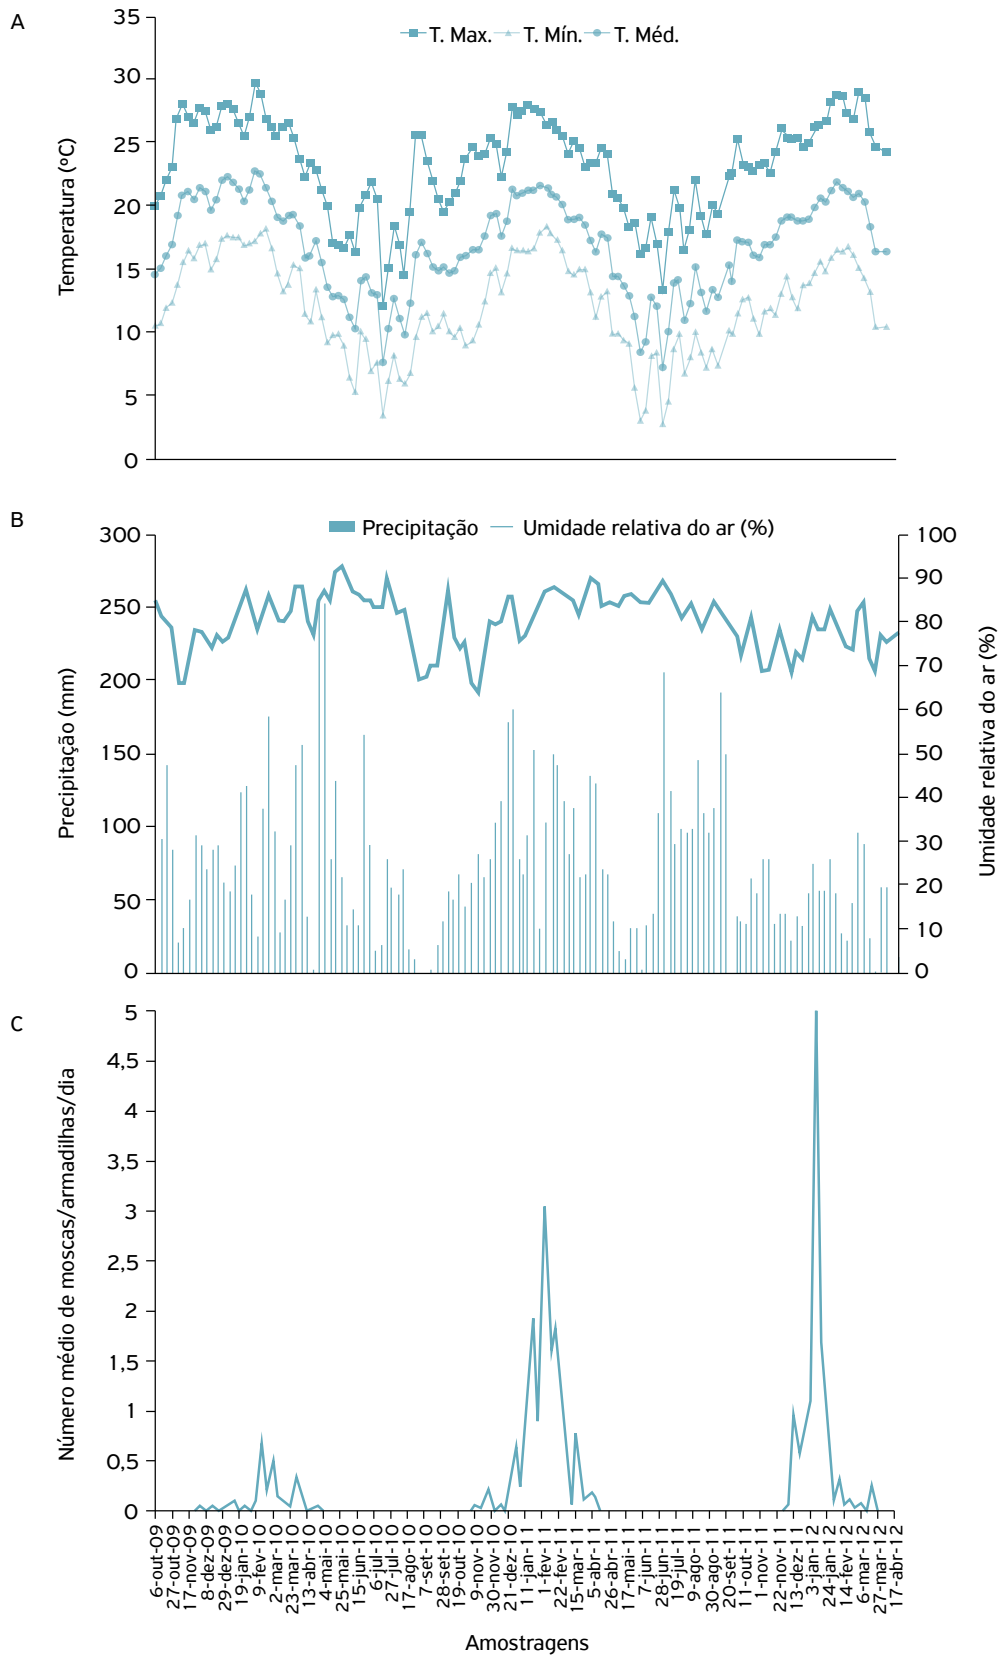 A
T. Max.
T. Mín.
T. Méd.
35
30
25
20
15
10
5
0
Temperatura (ºC)
B
Precipitação
Umidade relativa do ar (%)
300
250
200
150
100
50
0
Precipitação (mm)
100
90
80
70
60
50
40
30
20
10
0
Umidade relativa do ar (%)
C
5
4,5
4
3,5
3
2,5
2
1,5
1
0,5
0
Número médio de moscas/armadilhas/dia
6-out-09
27-out-09
17-nov-09
8-dez-09
29-dez-09
19-jan-10
9-fev-10
2-mar-10
23-mar-10
13-abr-10
4-mai-10
25-mai-10
15-jun-10
6-jul-10
27-jul-10
17-ago-10
7-set-10
28-set-10
19-out-10
9-nov-10
30-nov-10
21-dez-10
11-jan-11
1-fev-11
22-fev-11
15-mar-11
5-abr-11
26-abr-11
17-mai-11
7-jun-11
28-jun-11
19-jul-11
9-ago-11
30-ago-11
20-set-11
11-out-11
1-nov-11
22-nov-11
13-dez-11
3-jan-12
24-jan-12
14-fev-12
6-mar-12
27-mar-12
17-abr-12
Amostragens